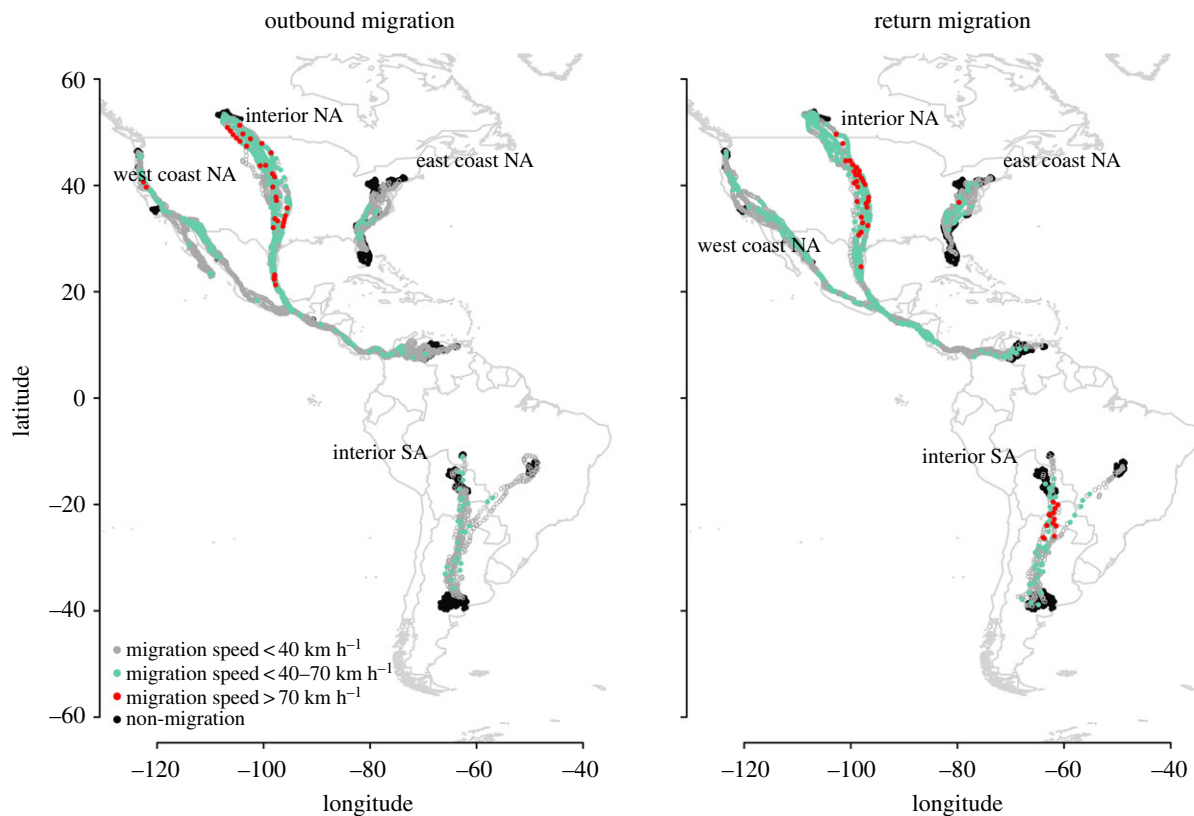 outbound migration
return migration
60
40
20
0
–20
–40
–60
latitude
interior NA
east coast NA
west coast NA
interior SA
migration speed < 40 km h⁻¹
migration speed < 40–70 km h⁻¹
migration speed > 70 km h⁻¹
non-migration
–120 –100 –80 –60 –40
longitude
interior NA
east coast NA
west coast NA
interior SA
–120 –100 –80 –60 –40
longitude